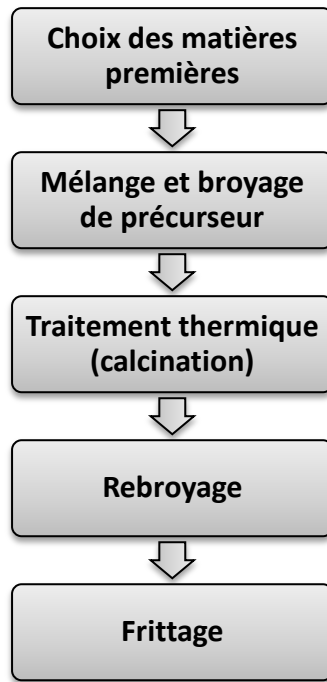 Choix des matières
premières
Mélange et broyage
de précurseur
Traitement thermique
(calcination)
Rebroyage
Frittage